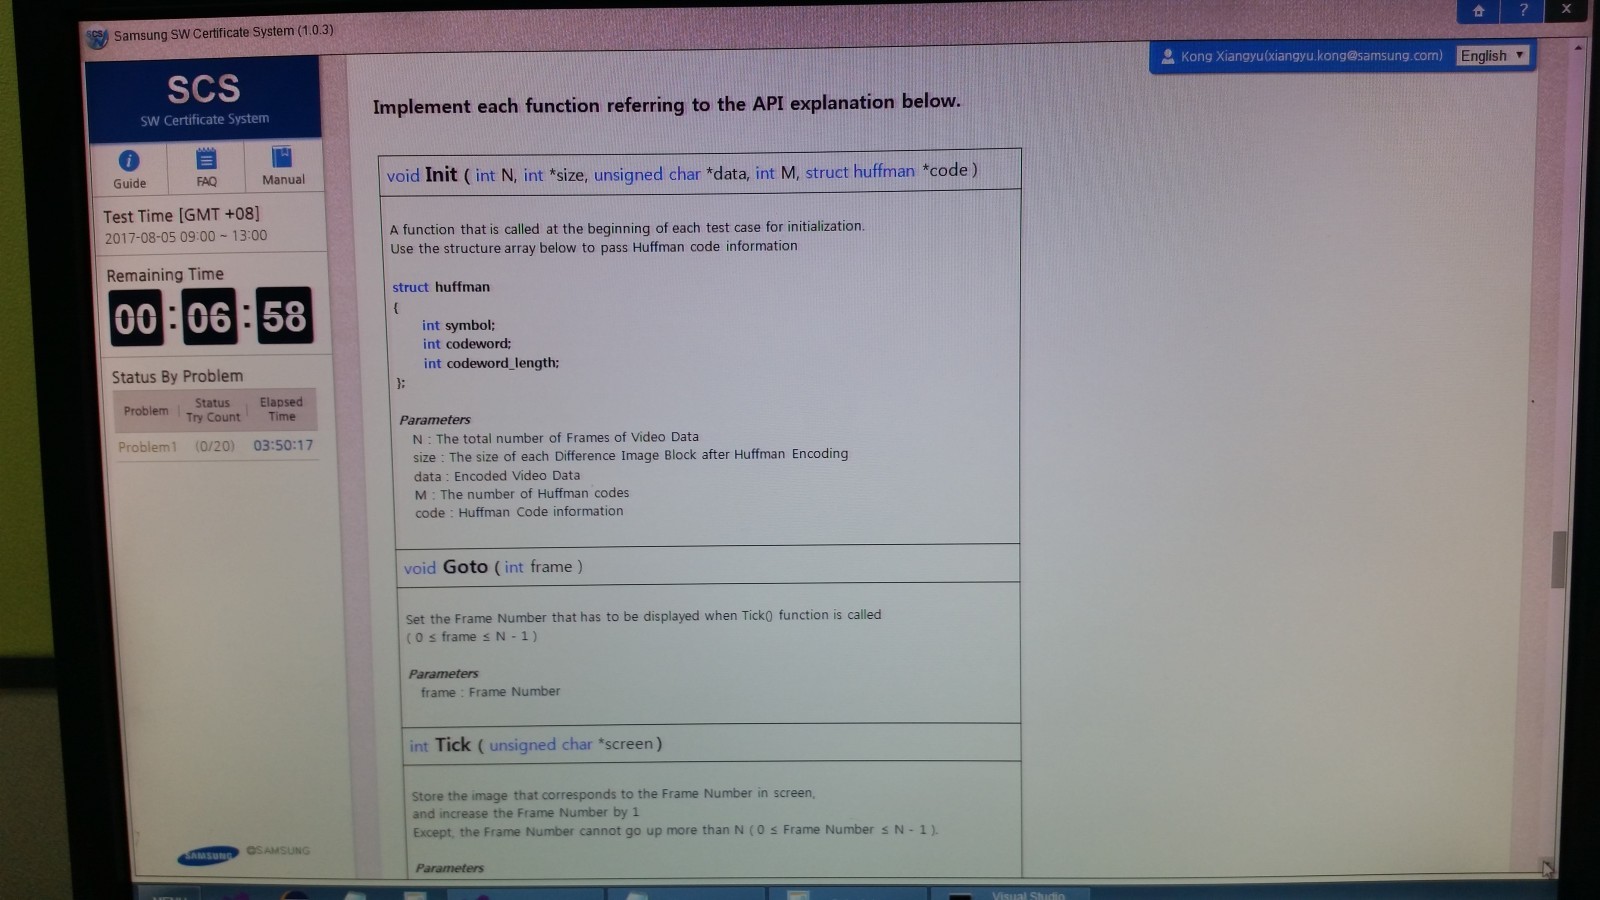 Samsung SW Certificate System (1.0.3)
?
X
SCS
SW Certificate System
Kong Xiangyu(xiangyu.kong@samsung.com)
English
Guide
FAQ
Manual
Test Time [GMT +08]
2017-08-05 09:00 ~ 13:00
Remaining Time
00 : 06 : 58
Status By Problem
Problem
Status
Try Count
Elapsed
Time
Problem1 (0/20) 03:50:17
SAMSUNG
©SAMSUNG
Implement each function referring to the API explanation below.
void Init ( int N, int *size, unsigned char *data, int M, struct huffman *code )
A function that is called at the beginning of each test case for initialization.
Use the structure array below to pass Huffman code information
struct huffman
{
int symbol;
int codeword;
int codeword_length;
};
Parameters
N : The total number of Frames of Video Data
size : The size of each Difference Image Block after Huffman Encoding
data : Encoded Video Data
M : The number of Huffman codes
code : Huffman Code information
void Goto ( int frame )
Set the Frame Number that has to be displayed when Tick() function is called
( 0 ≤ frame ≤ N - 1 )
Parameters
frame : Frame Number
int Tick ( unsigned char *screen )
Store the image that corresponds to the Frame Number in screen,
and increase the Frame Number by 1
Except, the Frame Number cannot go up more than N ( 0 ≤ Frame Number ≤ N - 1 ).
Parameters
Visual Studio